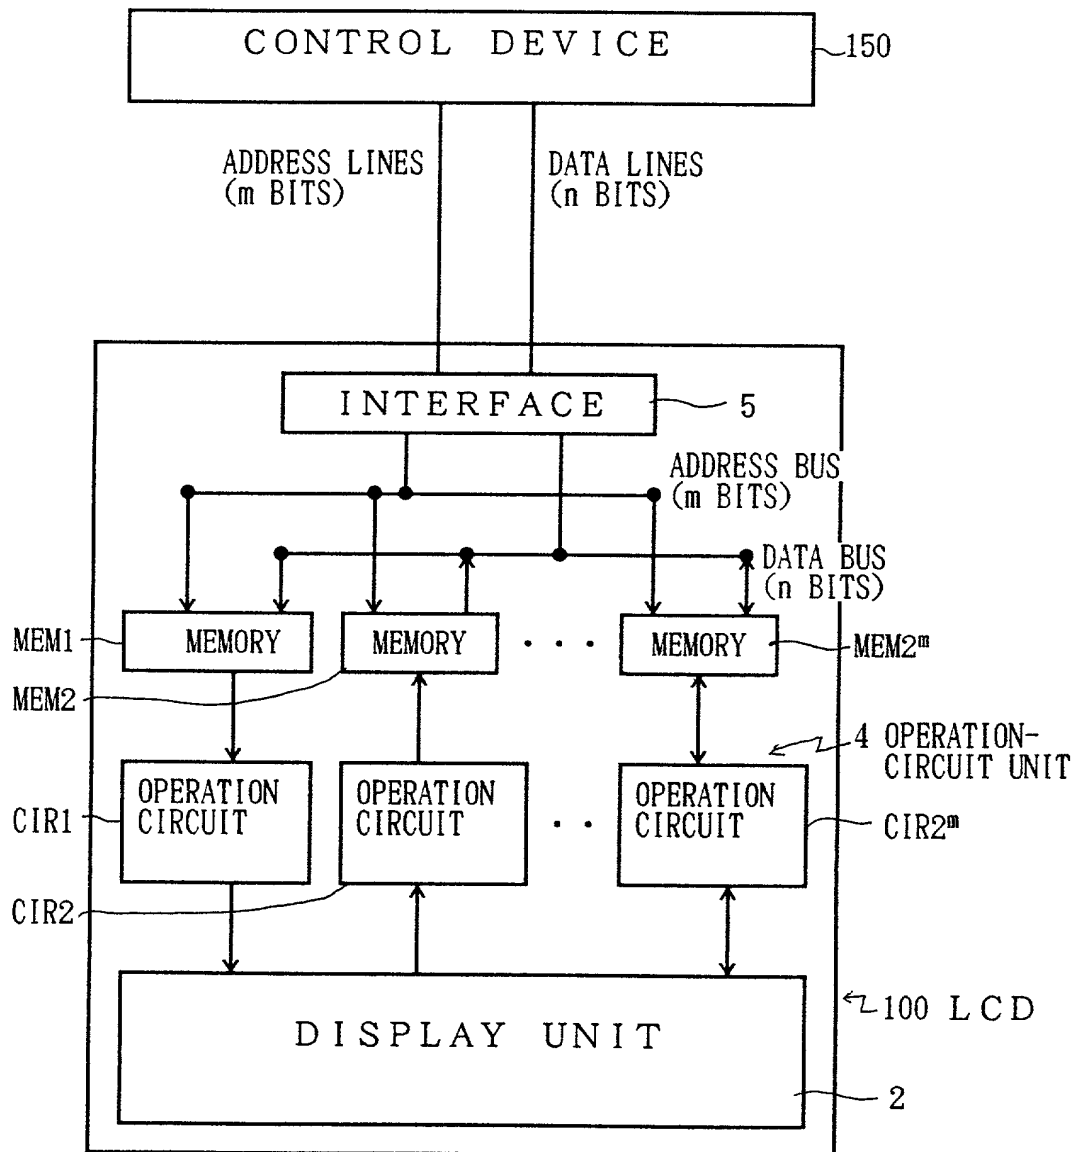 CONTROL DEVICE
150
ADDRESS LINES
(m BITS)
DATA LINES
(n BITS)
INTERFACE
5
ADDRESS BUS
(m BITS)
DATA BUS
(n BITS)
MEM1
MEMORY
MEMORY
· · ·
MEMORY
MEM2ᵐ
MEM2
4 OPERATION-
CIRCUIT UNIT
CIR1
OPERATION
CIRCUIT
OPERATION
CIRCUIT
· ·
OPERATION
CIRCUIT
CIR2ᵐ
CIR2
100 LCD
DISPLAY UNIT
2